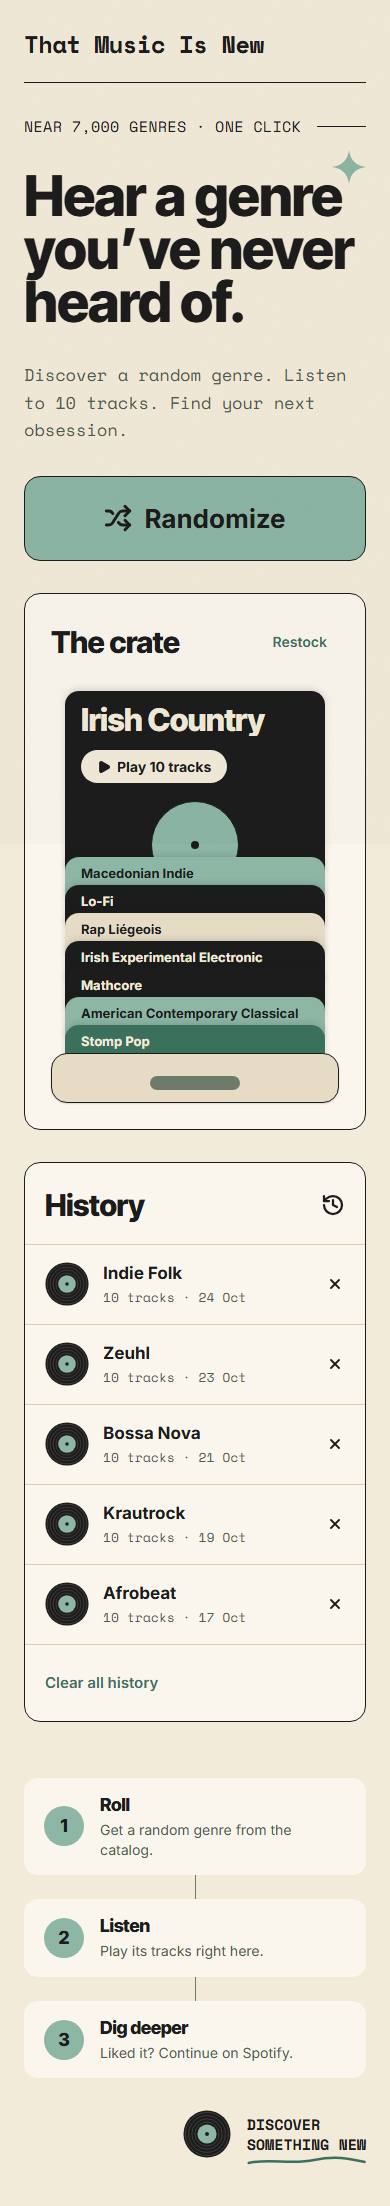 That Music Is New
NEAR 7,000 GENRES · ONE CLICK
Hear a genre
you’ve never
heard of.
Discover a random genre. Listen
to 10 tracks. Find your next
obsession.
Randomize
The crate
Restock
Irish Country
Play 10 tracks
Macedonian Indie
Lo-Fi
Rap Liégeois
Irish Experimental Electronic
Mathcore
American Contemporary Classical
Stomp Pop
History
Indie Folk
10 tracks · 24 Oct
Zeuhl
10 tracks · 23 Oct
Bossa Nova
10 tracks · 21 Oct
Krautrock
10 tracks · 19 Oct
Afrobeat
10 tracks · 17 Oct
Clear all history
1
Roll
Get a random genre from the
catalog.
2
Listen
Play its tracks right here.
3
Dig deeper
Liked it? Continue on Spotify.
DISCOVER
SOMETHING NEW